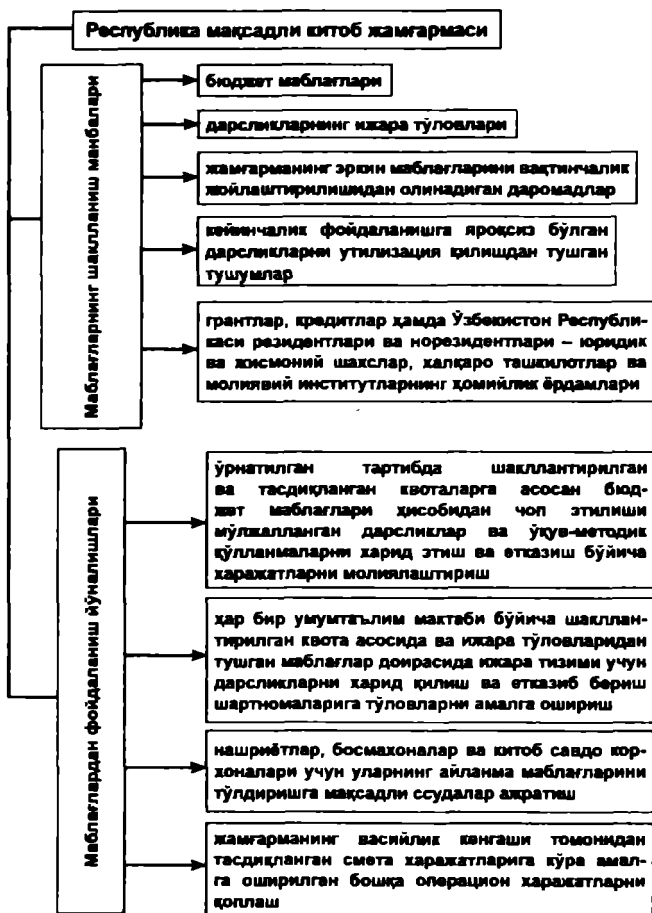 Республика мақсадли китоб жамғармаси
Маблағларнинг шаклланиш манбалари
бюджет маблағлари
дарсликларнинг ижара тўловлари
жамғарманинг эркин маблағларини вақтинчалик
жойлаштирилишидан олинадиган даромадлар
кейинчалик фойдаланишга яроқсиз бўлган
дарсликларни утилизация қилишдан тушган
тушумлар
грантлар, кредитлар ҳамда Ўзбекистон Республи-
каси резидентлари ва норезидентлари – юридик
ва жисмоний шахслар, халқаро ташкилотлар ва
молиявий институтларнинг ҳомийлик ёрдамлари
Маблағлардан фойдаланиш йўналишлари
ўрнатилган тартибда шакллантирилган
ва тасдиқланган квоталарга асосан бюд-
жет маблағлари ҳисобидан чоп этилиши
мўлжалланган дарсликлар ва ўқув-методик
қўлланмаларни харид этиш ва етказиш бўйича
харажатларни молиялаштириш
ҳар бир умумтаълим мактаби бўйича шакллан-
тирилган квота асосида ва ижара тўловларидан
тушган маблағлар доирасида ижара тизими учун
дарсликларни харид қилиш ва етказиб бериш
шартномаларига тўловларни амалга ошириш
нашриётлар, босмахоналар ва китоб савдо кор-
хоналари учун уларнинг айланма маблағларини
тўлдиришга мақсадли ссудалар ажратиш
жамғарманинг васийлик кенгаши томонидан
тасдиқланган смета харажатларига кўра амал-
га оширилган бошқа операцион харажатларни
қоплаш